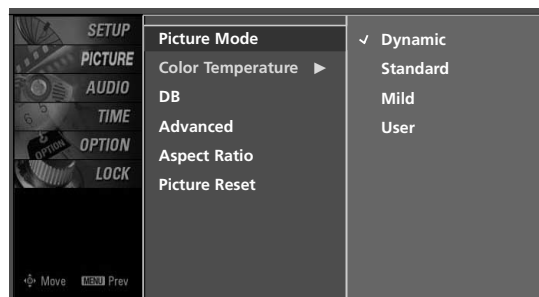 SETUP
PICTURE
AUDIO
TIME
OPTION
LOCK
Move MENU Prev
Picture Mode
Color Temperature ►
DB
Advanced
Aspect Ratio
Picture Reset
✓ Dynamic
Standard
Mild
User